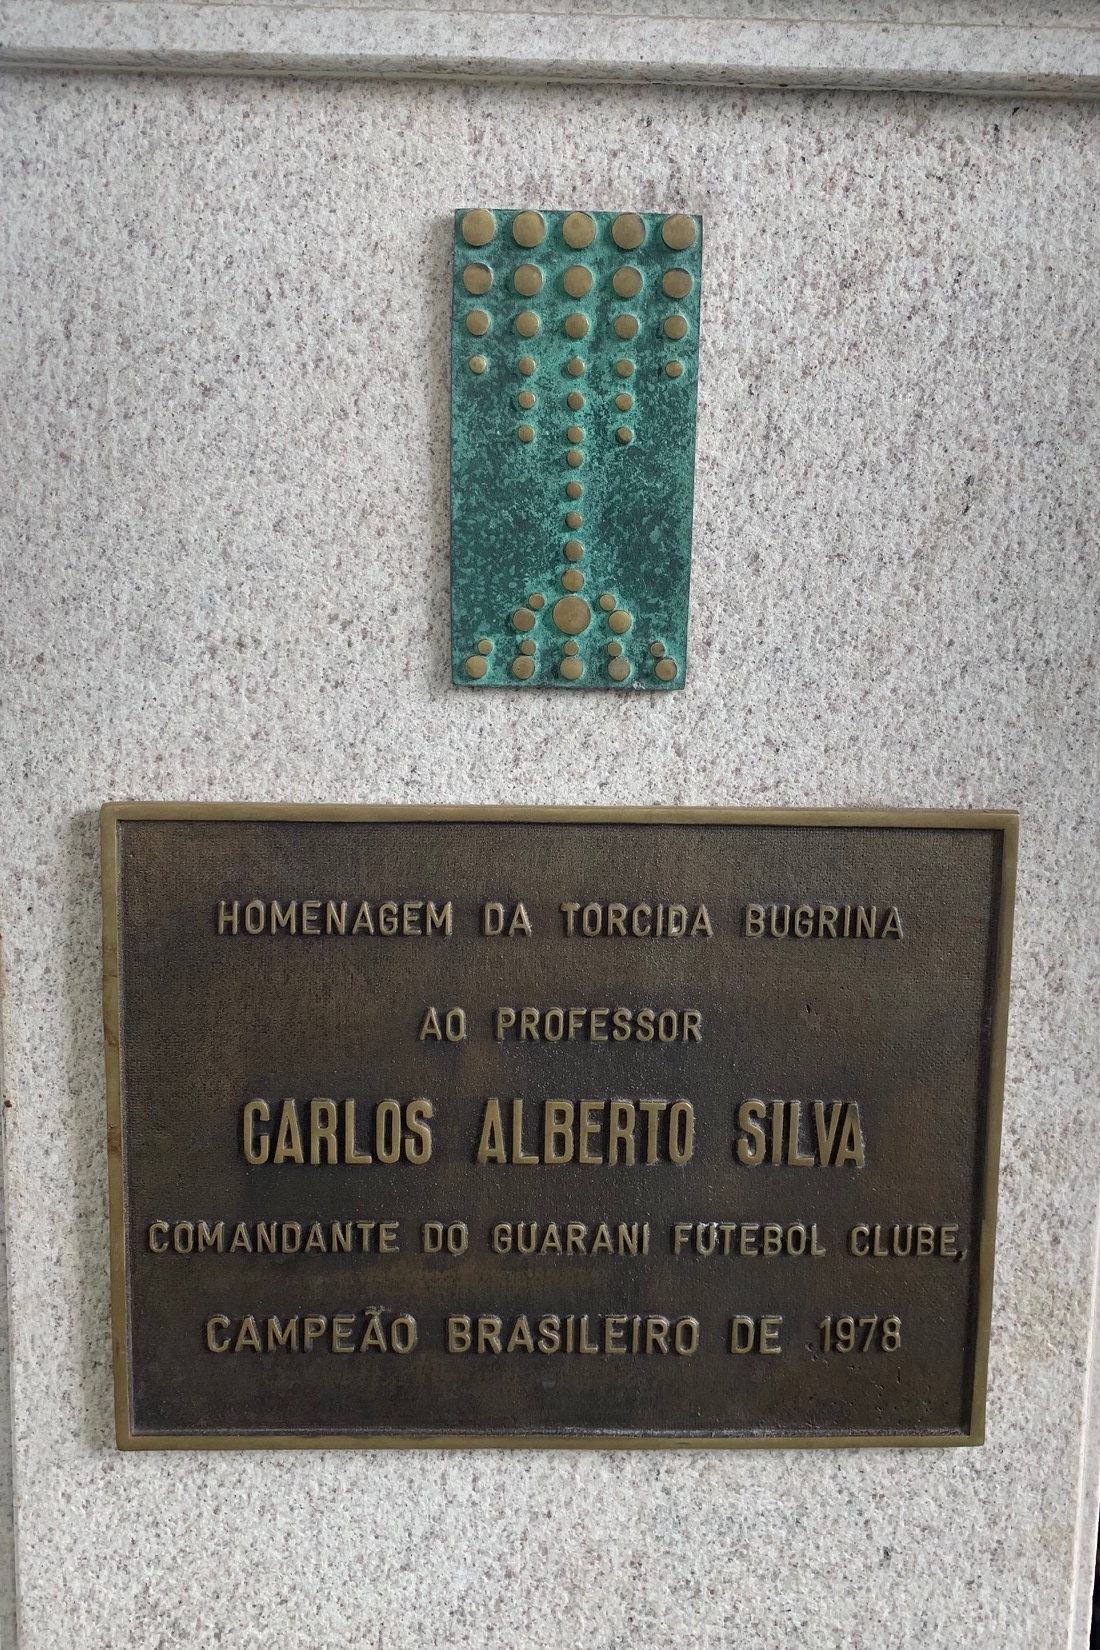 HOMENAGEM DA TORCIDA BUGRINA
AO PROFESSOR
CARLOS ALBERTO SILVA
COMANDANTE DO GUARANI FUTEBOL CLUBE,
CAMPEÃO BRASILEIRO DE 1978